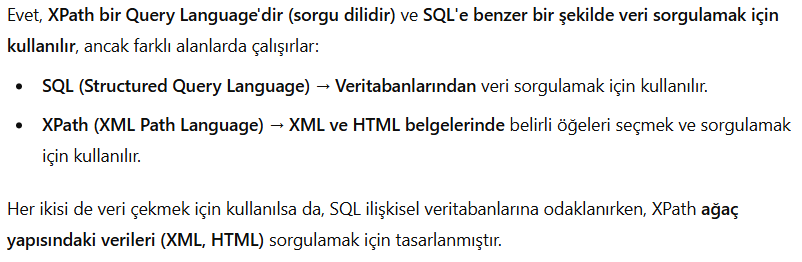 Evet, XPath bir Query Language'dir (sorgu dilidir) ve SQL'e benzer bir şekilde veri sorgulamak için
kullanılır, ancak farklı alanlarda çalışırlar:
• SQL (Structured Query Language) → Veritabanlarından veri sorgulamak için kullanılır.
• XPath (XML Path Language) → XML ve HTML belgelerinde belirli öğeleri seçmek ve sorgulamak
için kullanılır.
Her ikisi de veri çekmek için kullanılsa da, SQL ilişkisel veritabanlarına odaklanırken, XPath ağaç
yapısındaki verileri (XML, HTML) sorgulamak için tasarlanmıştır.